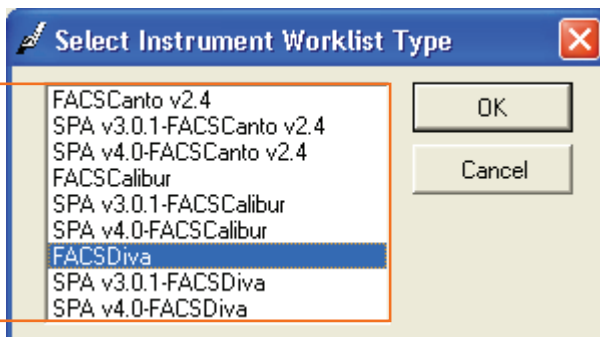 Select Instrument Worklist Type
FACSCanto v2.4
SPA v3.0.1-FACSCanto v2.4
SPA v4.0-FACSCanto v2.4
FACSCalibur
SPA v3.0.1-FACSCalibur
SPA v4.0-FACSCalibur
FACSDiva
SPA v3.0.1-FACSDiva
SPA v4.0-FACSDiva
OK
Cancel